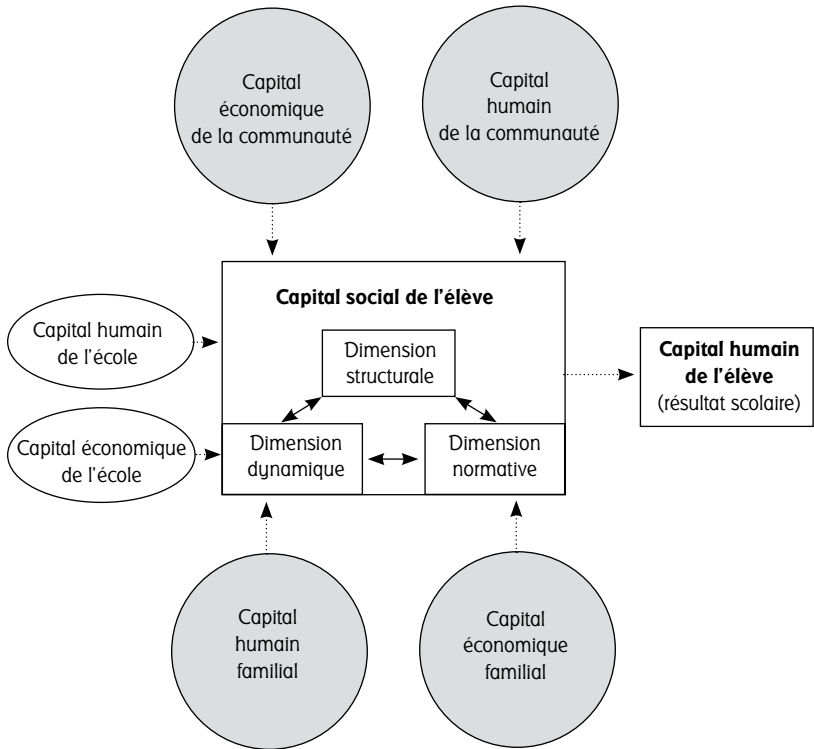 Capital
économique
de la communauté
Capital
humain
de la communauté
Capital social de l'élève
Capital humain
de l'école
Dimension
structurale
Capital humain
de l'élève
(résultat scolaire)
Capital économique
de l'école
Dimension
dynamique
Dimension
normative
Capital
humain
familial
Capital
économique
familial